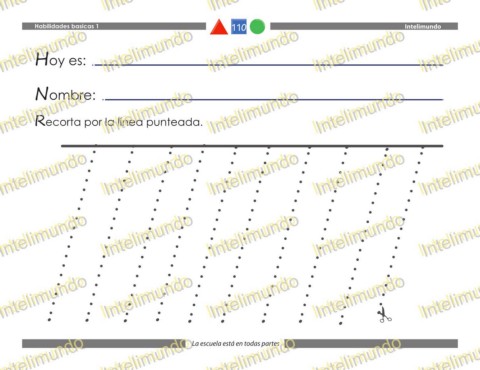 Habilidades basicas 1
110
Intelimundo
Hoy es:
Nombre:
Recorta por la línea punteada.
La escuela está en todas partes
Intelimundo